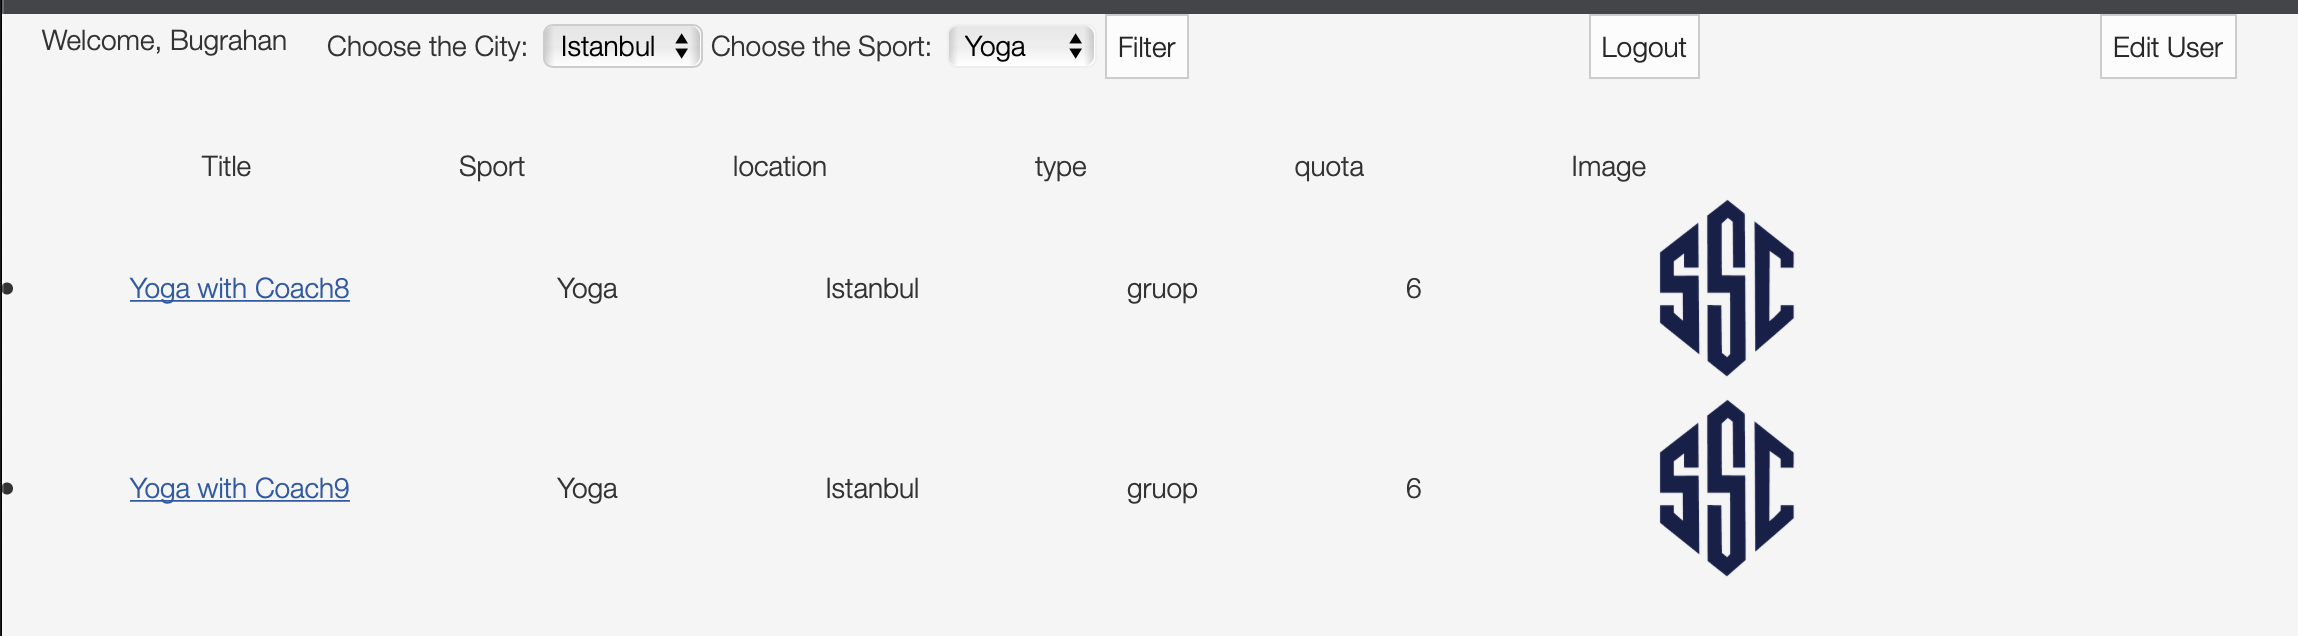 Welcome, Bugrahan Choose the City: Istanbul Choose the Sport: Yoga Filter Logout Edit User
Title Sport location type quota Image
Yoga with Coach8 Yoga Istanbul gruop 6 SSC
Yoga with Coach9 Yoga Istanbul gruop 6 SSC